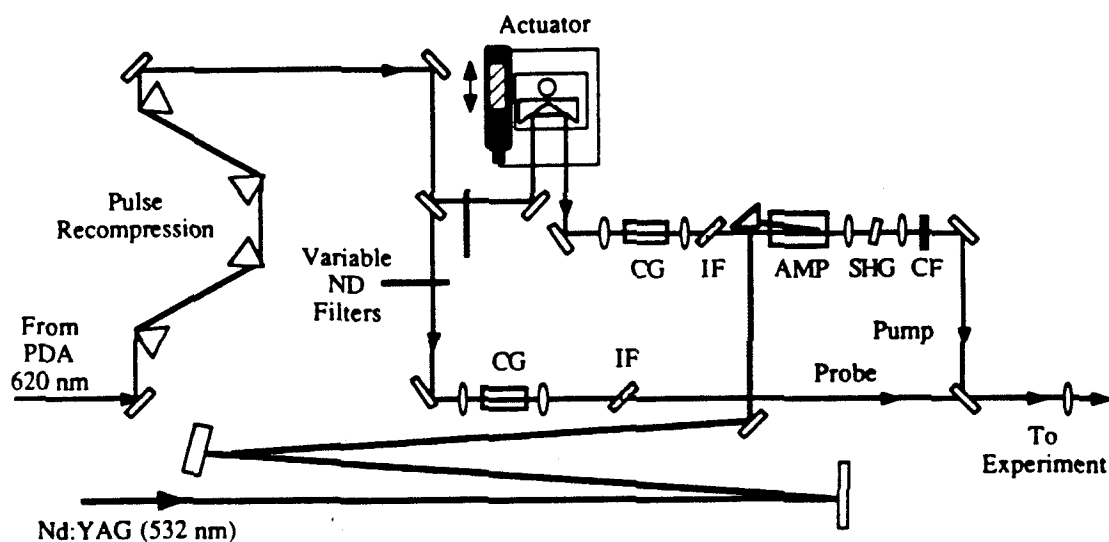 Actuator
Pulse
Recompression
Variable
ND
Filters
CG
IF
AMP
SHG
CF
From
PDA
620 nm
CG
IF
Pump
Probe
To
Experiment
Nd:YAG (532 nm)